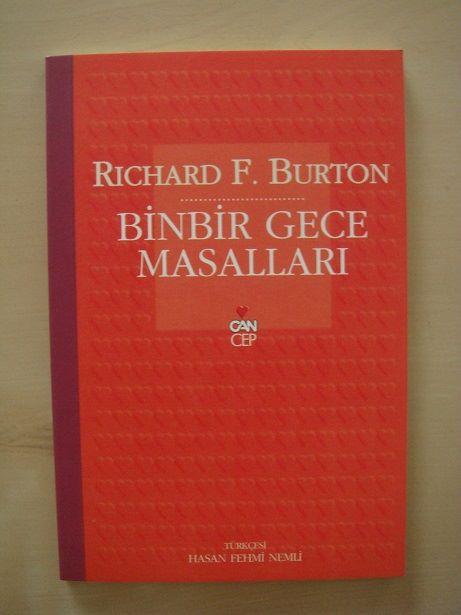 RICHARD F. BURTON
BİNBİR GECE
MASALLARI
CAN
CEP
TÜRKÇESİ
HASAN FEHMİ NEMLİ